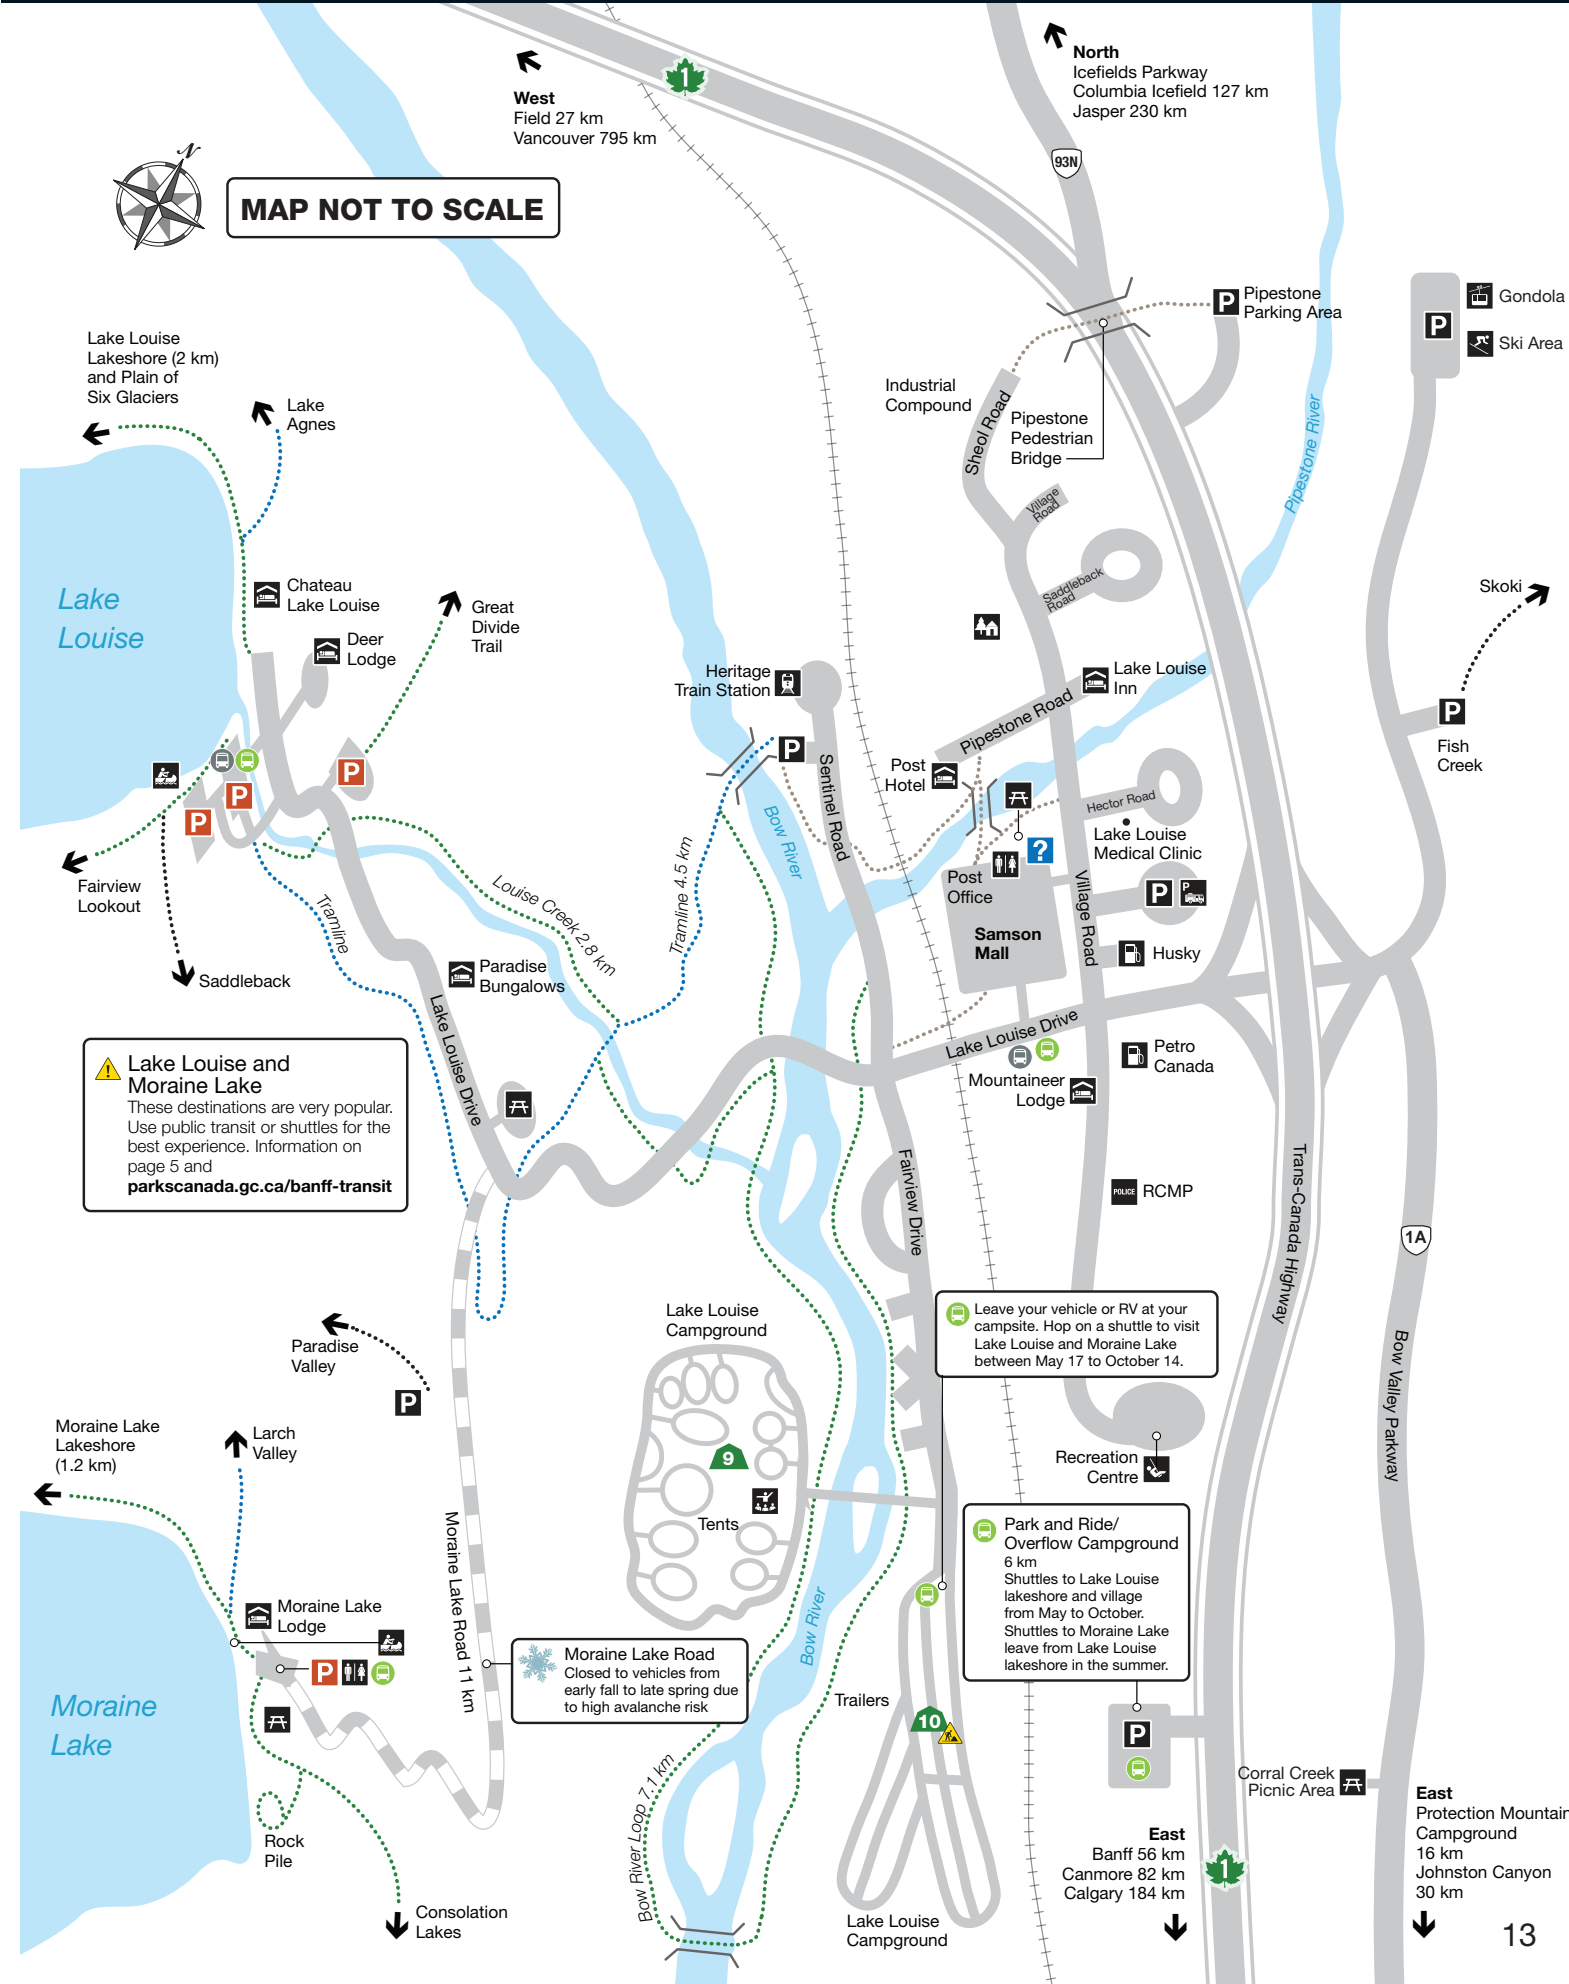 West
Field 27 km
Vancouver 795 km
1
North
Icefields Parkway
Columbia Icefield 127 km
Jasper 230 km
93N
N
MAP NOT TO SCALE
Pipestone
Parking Area
P
P
Gondola
Ski Area
Lake Louise
Lakeshore (2 km)
and Plain of
Six Glaciers
Lake
Agnes
Industrial
Compound
Sheol Road
Pipestone
Pedestrian
Bridge
Pipestone River
Village
Road
Saddleback
Road
Lake
Louise
Chateau
Lake Louise
Deer
Lodge
Great
Divide
Trail
Skoki
Heritage
Train Station
Lake Louise
Inn
Pipestone Road
P
Fish
Creek
P
Sentinel Road
Post
Hotel
P
P
P
Bow River
Hector Road
Lake Louise
Medical Clinic
?
Post
Office
Samson
Mall
Village Road
P
P
Husky
Fairview
Lookout
Saddleback
Tramline
Louise Creek 2.8 km
Tramline 4.5 km
Paradise
Bungalows
Lake Louise Drive
Lake Louise Drive
Petro
Canada
Mountaineer
Lodge
! Lake Louise and
Moraine Lake
These destinations are very popular.
Use public transit or shuttles for the
best experience. Information on
page 5 and
parkscanada.gc.ca/banff-transit
Fairview Drive
POLICE RCMP
Trans-Canada Highway
1A
Leave your vehicle or RV at your
campsite. Hop on a shuttle to visit
Lake Louise and Moraine Lake
between May 17 to October 14.
Lake Louise
Campground
Paradise
Valley
P
Bow Valley Parkway
Moraine Lake
Lakeshore
(1.2 km)
Larch
Valley
9
Tents
Recreation
Centre
Moraine Lake Road 11 km
Park and Ride/
Overflow Campground
6 km
Shuttles to Lake Louise
lakeshore and village
from May to October.
Shuttles to Moraine Lake
leave from Lake Louise
lakeshore in the summer.
Moraine Lake
Lodge
P
Bow River
Moraine Lake Road
Closed to vehicles from
early fall to late spring due
to high avalanche risk
Moraine
Lake
Trailers
10
P
Corral Creek
Picnic Area
Bow River Loop 7.1 km
Rock
Pile
East
Protection Mountain
Campground
16 km
Johnston Canyon
30 km
East
Banff 56 km
Canmore 82 km
Calgary 184 km
1
Consolation
Lakes
Lake Louise
Campground
13